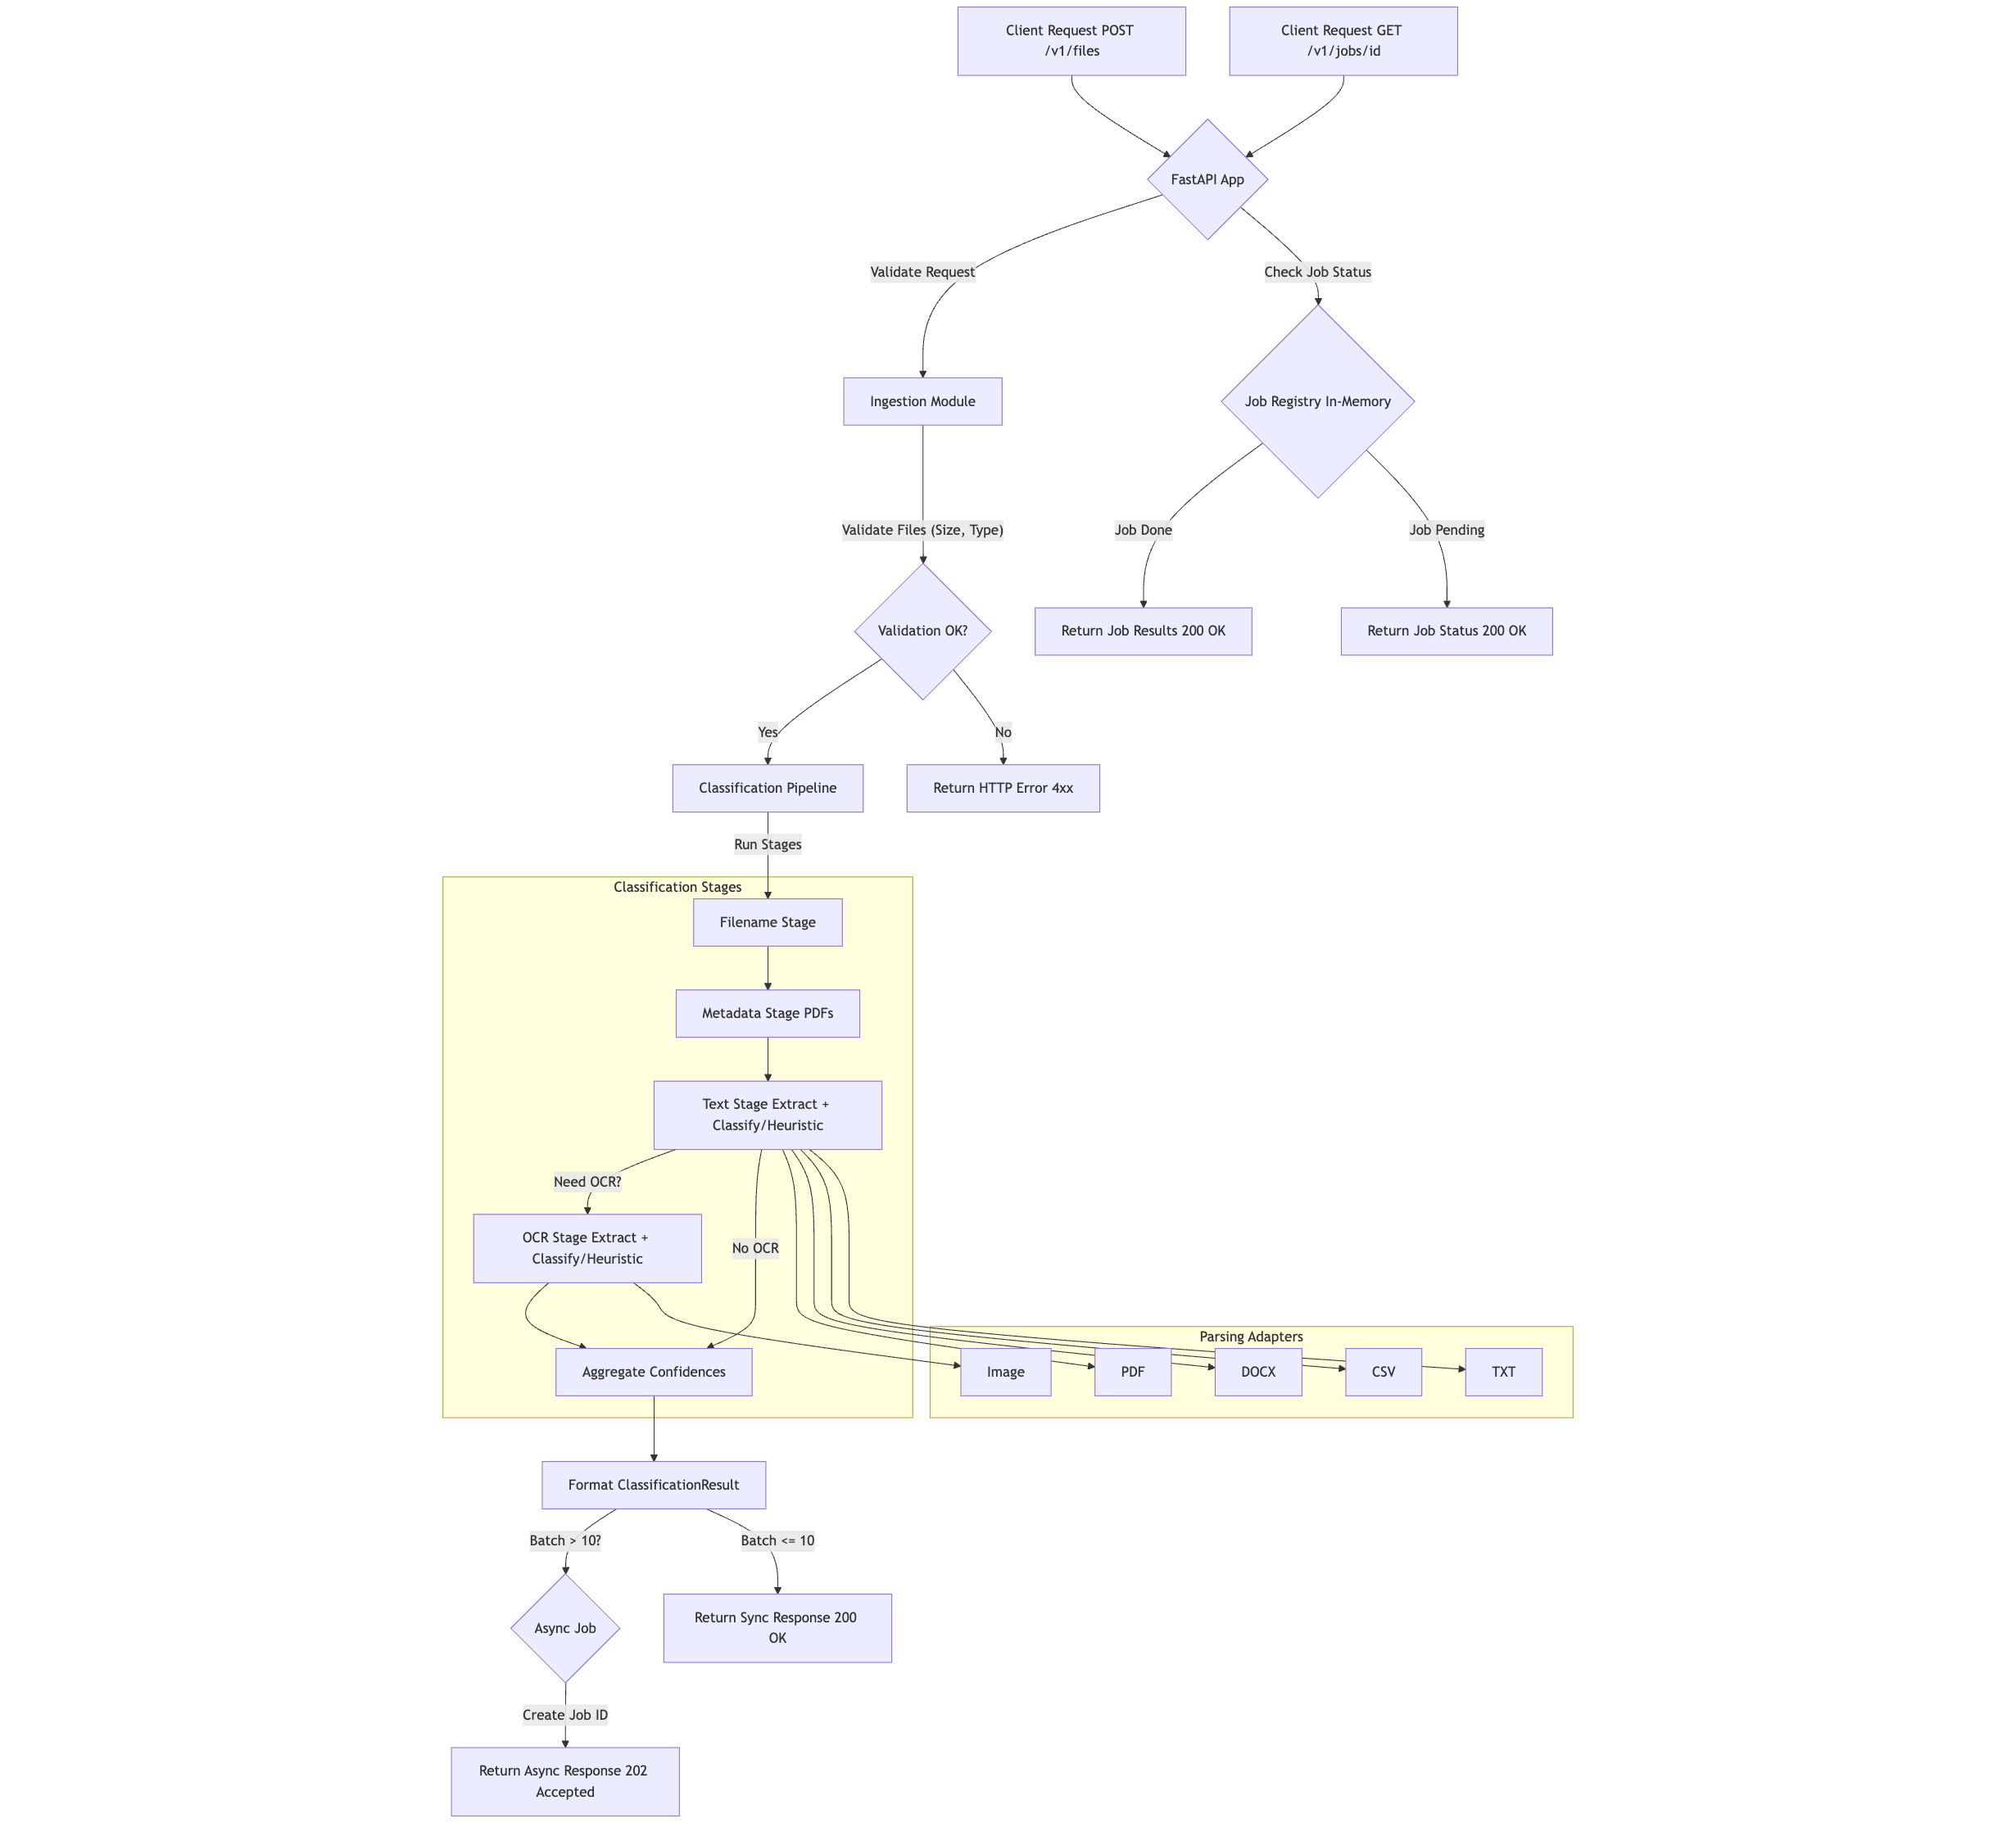 Client Request POST
/v1/files
Client Request GET
/v1/jobs/id
FastAPI App
Validate Request
Check Job Status
Ingestion Module
Job Registry In-Memory
Validate Files (Size, Type)
Job Done
Job Pending
Validation OK?
Return Job Results 200 OK
Return Job Status 200 OK
Yes
No
Classification Pipeline
Return HTTP Error 4xx
Run Stages
Classification Stages
Filename Stage
Metadata Stage PDFs
Text Stage Extract +
Classify/Heuristic
Need OCR?
OCR Stage Extract +
Classify/Heuristic
No OCR
Parsing Adapters
Aggregate Confidences
Image
PDF
DOCX
CSV
TXT
Format ClassificationResult
Batch > 10?
Batch <= 10
Async Job
Return Sync Response 200
OK
Create Job ID
Return Async Response 202
Accepted